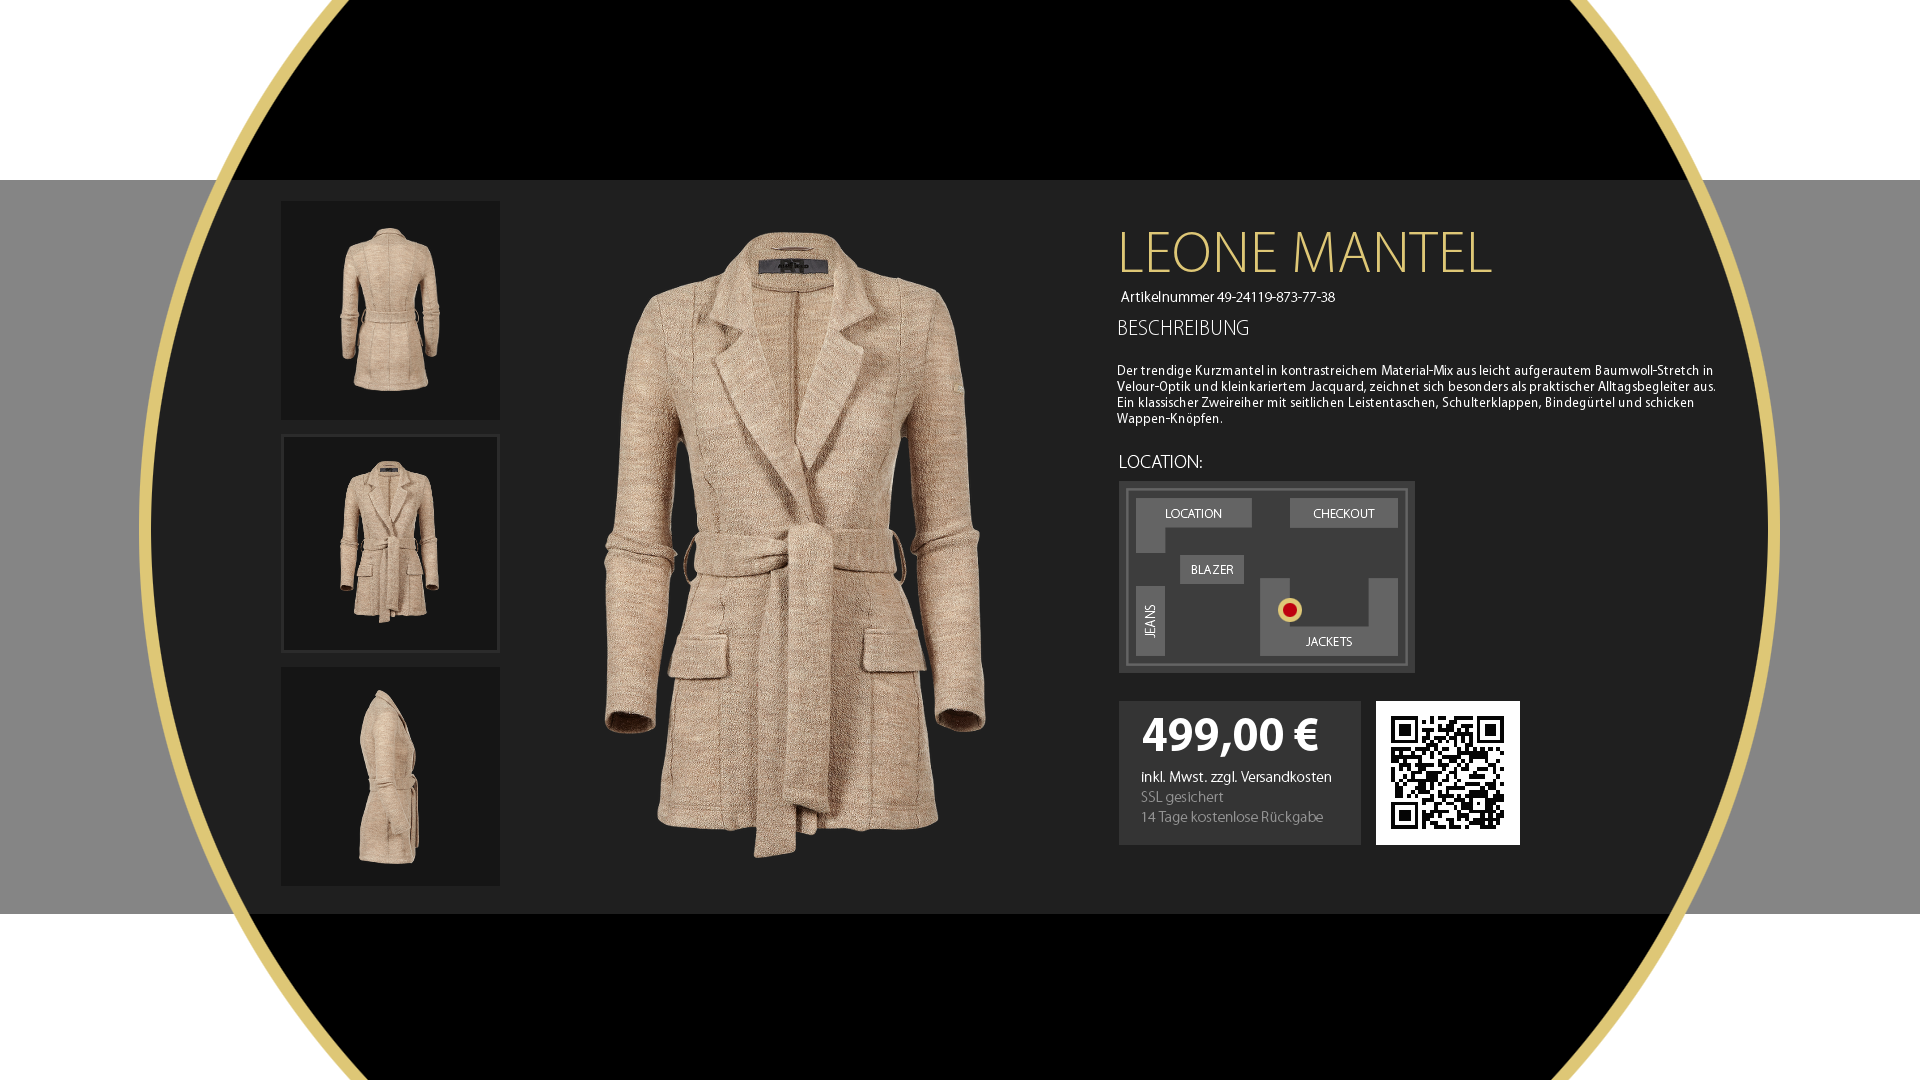 LEONE MANTEL
Artikelnummer 49-24119-873-77-38
BESCHREIBUNG
Der trendige Kurzmantel in kontrastreichem Material-Mix aus leicht aufgerautem Baumwoll-Stretch in
Velour-Optik und kleinkariertem Jacquard, zeichnet sich besonders als praktischer Alltagsbegleiter aus.
Ein klassischer Zweireiher mit seitlichen Leistentaschen, Schulterklappen, Bindegürtel und schicken
Wappen-Knöpfen.
LOCATION:
LOCATION
CHECKOUT
BLAZER
JEANS
JACKETS
499,00 €
inkl. Mwst. zzgl. Versandkosten
SSL gesichert
14 Tage kostenlose Rückgabe